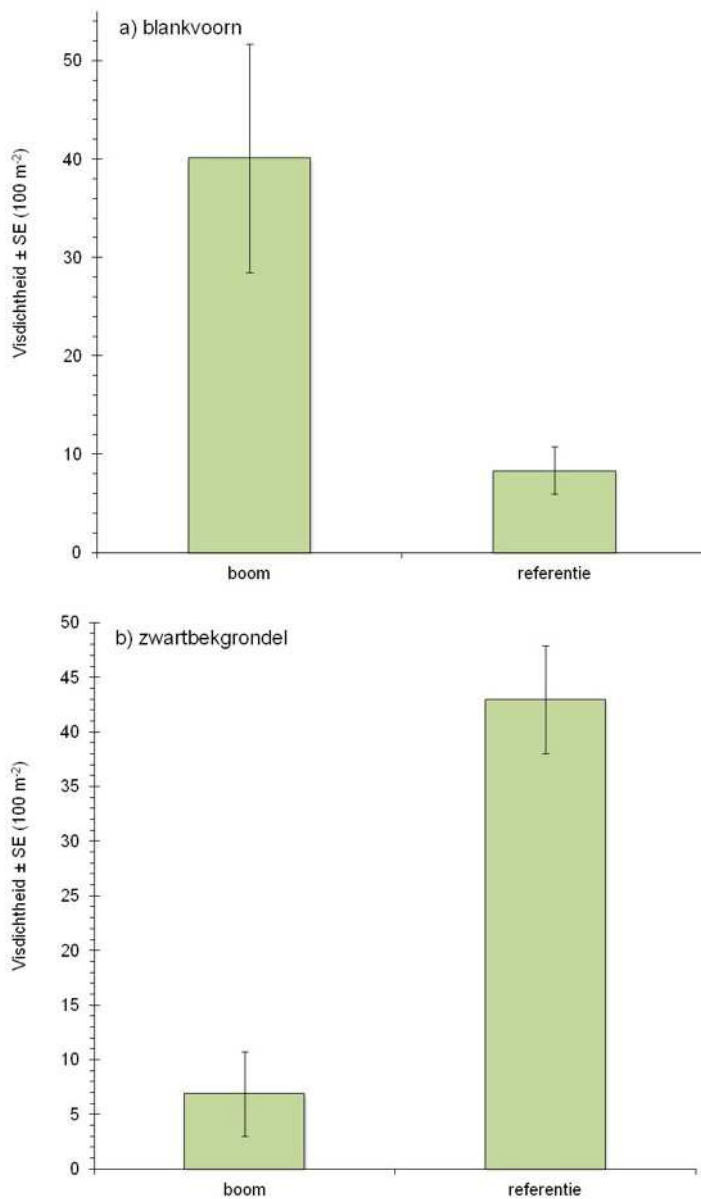 a) blankvoorn
Visdichtheid ± SE (100 m⁻²)
50
40
30
20
10
0
boom referentie
b) zwartbekgrondel
Visdichtheid ± SE (100 m⁻²)
50
45
40
35
30
25
20
15
10
5
0
boom referentie